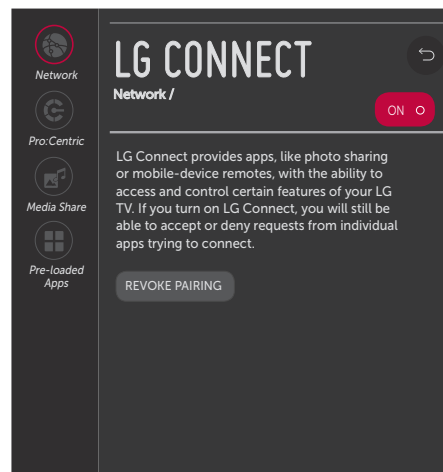 Network
Pro:Centric
Media Share
Pre-loaded
Apps
LG CONNECT
Network /
ON
LG Connect provides apps, like photo sharing
or mobile-device remotes, with the ability to
access and control certain features of your LG
TV. If you turn on LG Connect, you will still be
able to accept or deny requests from individual
apps trying to connect.
REVOKE PAIRING